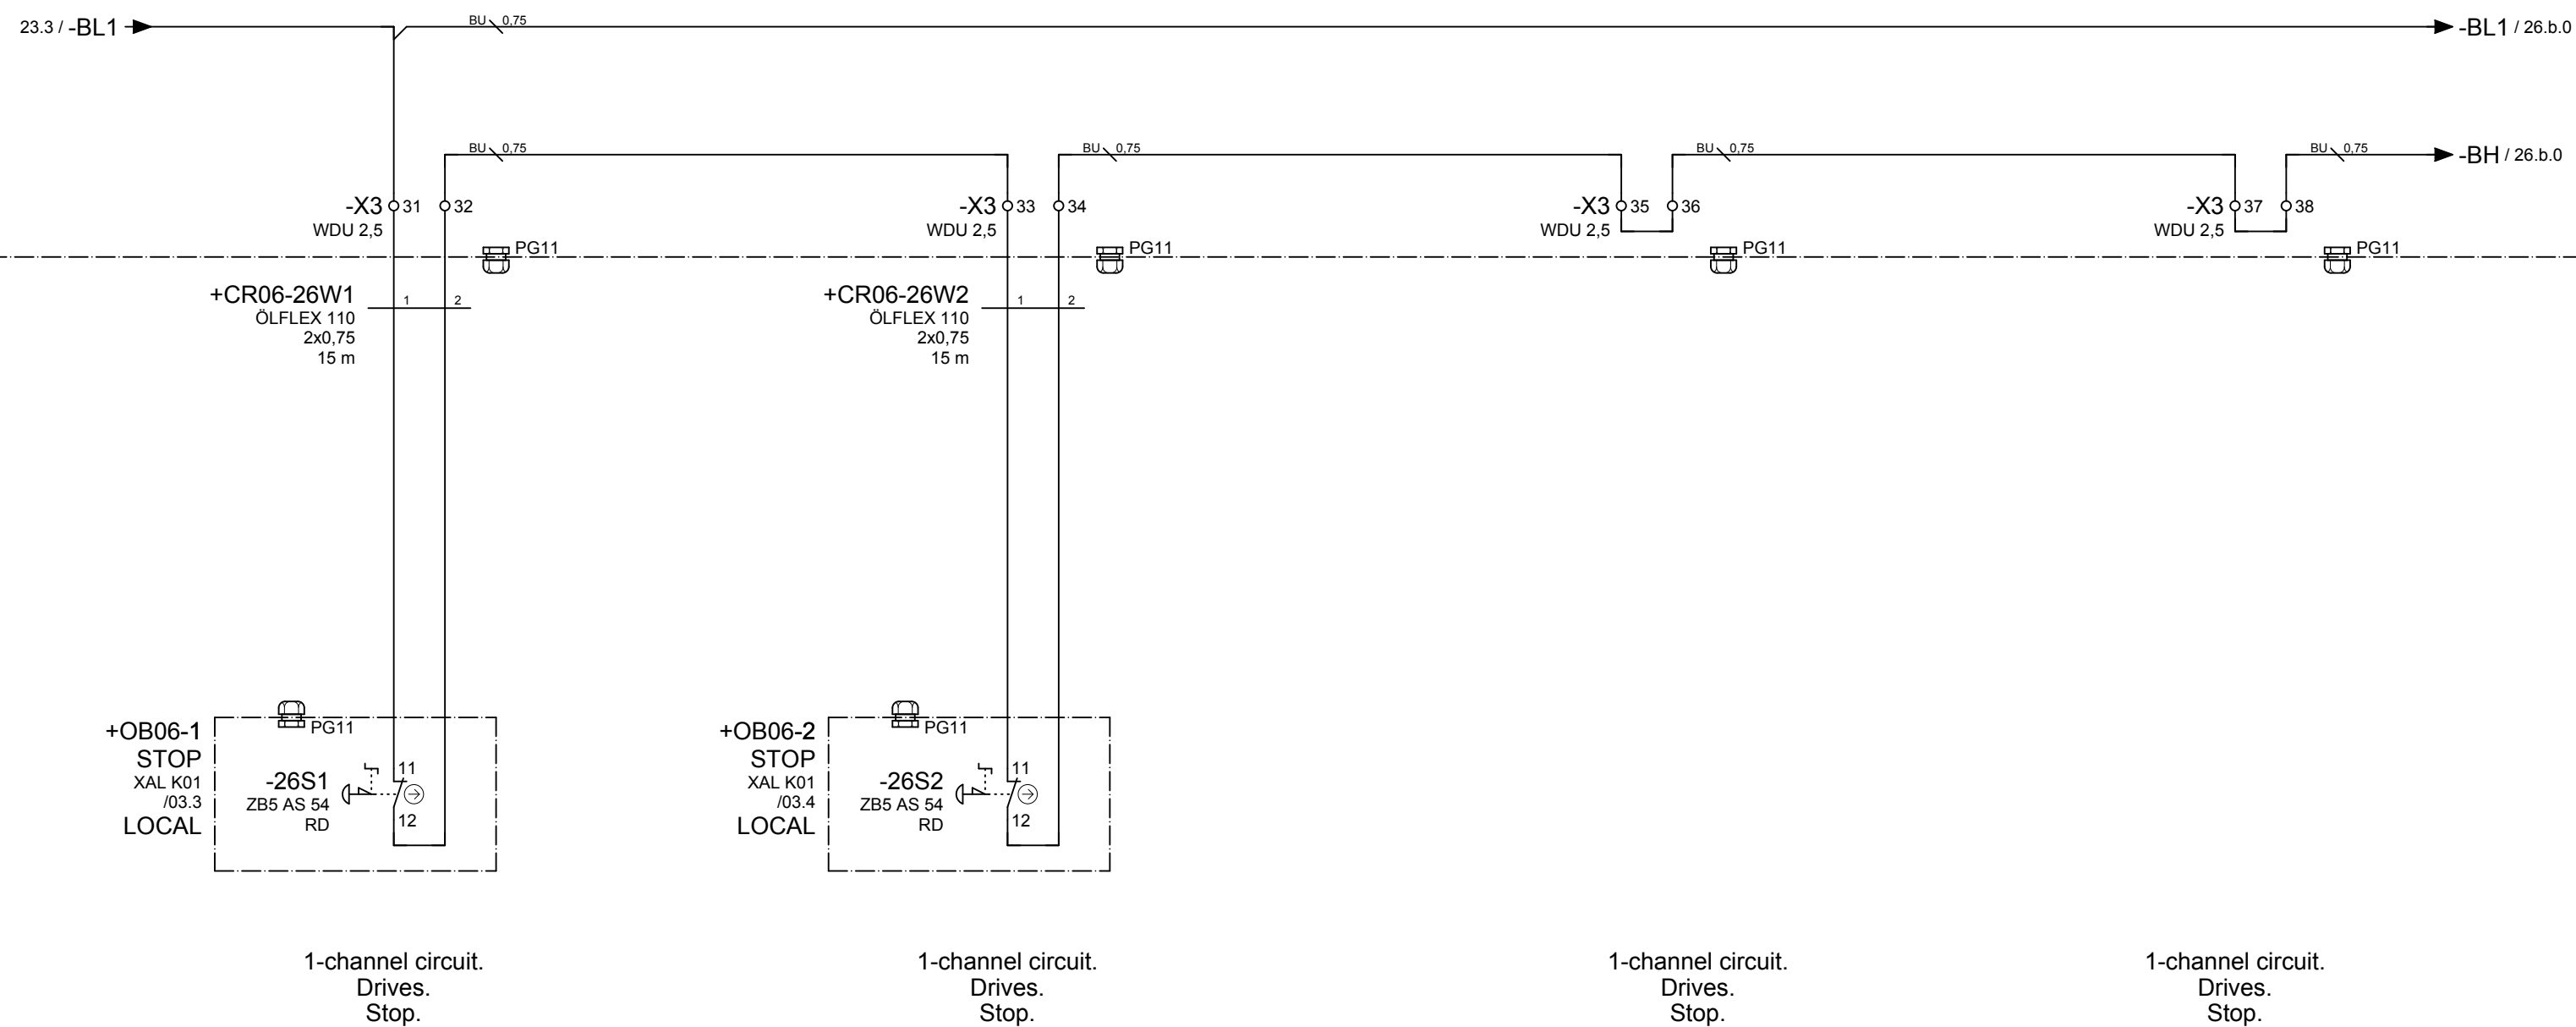 23.3 / -BL1
BU 0,75
-BL1 / 26.b.0
BU 0,75
BU 0,75
BU 0,75
BU 0,75
-BH / 26.b.0
-X3 31 32
WDU 2,5
-X3 33 34
WDU 2,5
-X3 35 36
WDU 2,5
-X3 37 38
WDU 2,5
PG11
PG11
PG11
PG11
+CR06-26W1 1 2
ÖLFLEX 110
2x0,75
15 m
+CR06-26W2 1 2
ÖLFLEX 110
2x0,75
15 m
+OB06-1
STOP
XAL K01
/03.3
LOCAL
PG11
-26S1
ZB5 AS 54
RD
11
12
+OB06-2
STOP
XAL K01
/03.4
LOCAL
PG11
-26S2
ZB5 AS 54
RD
11
12
1-channel circuit.
Drives.
Stop.
1-channel circuit.
Drives.
Stop.
1-channel circuit.
Drives.
Stop.
1-channel circuit.
Drives.
Stop.